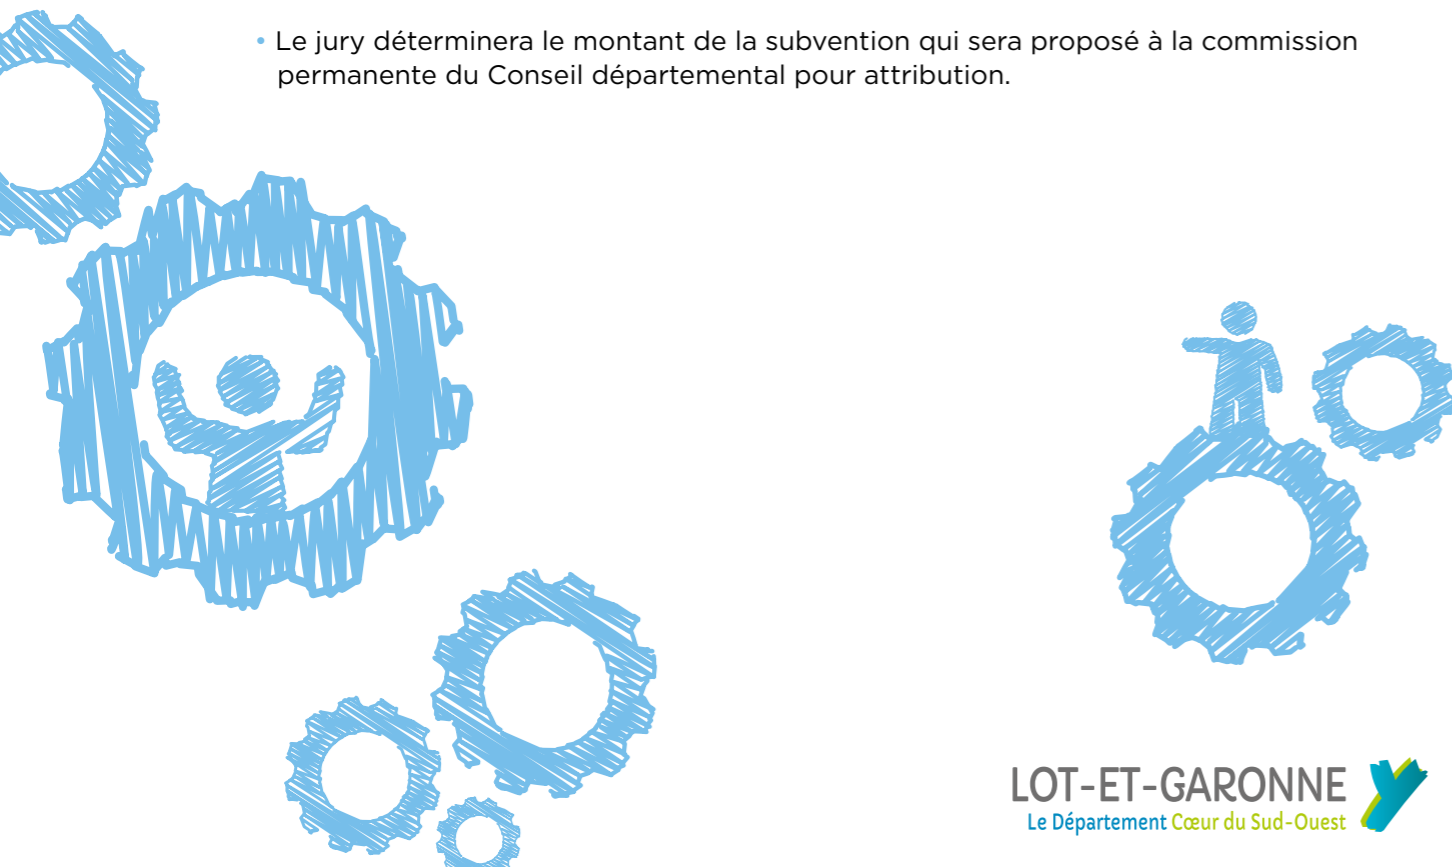 • Le jury déterminera le montant de la subvention qui sera proposé à la commission
permanente du Conseil départemental pour attribution.
LOT-ET-GARONNE
Le Département Cœur du Sud-Ouest